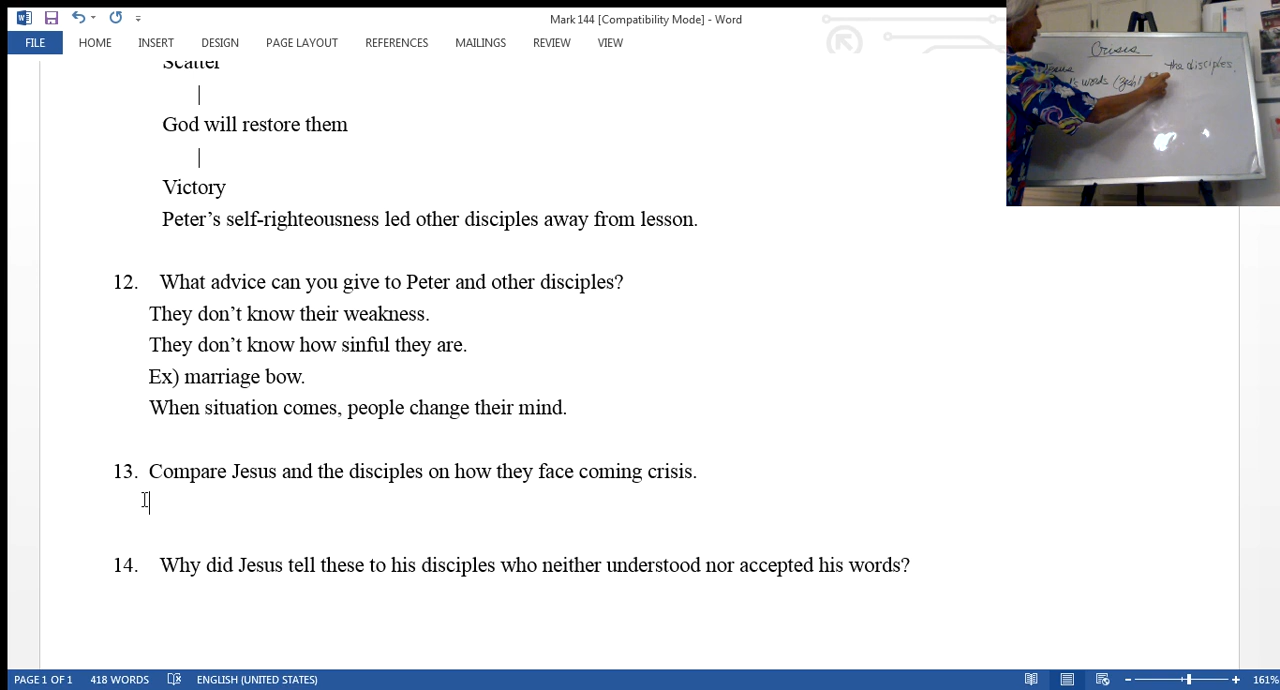 Mark 144 [Compatibility Mode] - Word
FILE HOME INSERT DESIGN PAGE LAYOUT REFERENCES MAILINGS REVIEW VIEW
Scatter
|
God will restore them
|
Victory
Peter’s self-righteousness led other disciples away from lesson.
12. What advice can you give to Peter and other disciples?
They don’t know their weakness.
They don’t know how sinful they are.
Ex) marriage bow.
When situation comes, people change their mind.
13. Compare Jesus and the disciples on how they face coming crisis.
14. Why did Jesus tell these to his disciples who neither understood nor accepted his words?
PAGE 1 OF 1 418 WORDS ENGLISH (UNITED STATES) 161%
Crisis
the disciples
words